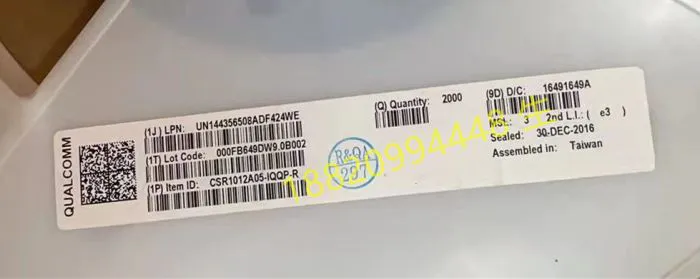 QUALCOMM
(1J) LPN: UN144356508ADF424WE
(1T) Lot Code: 000FB649DW9.0B002
(1P) Item ID: CSR1012A05-IQQP-R
(Q) Quantity: 2000
R&QA
297
(9D) D/C: 16491649A
MSL: 3 2nd L.I.: ( e3 )
Sealed: 30-DEC-2016
Assembled in: Taiwan